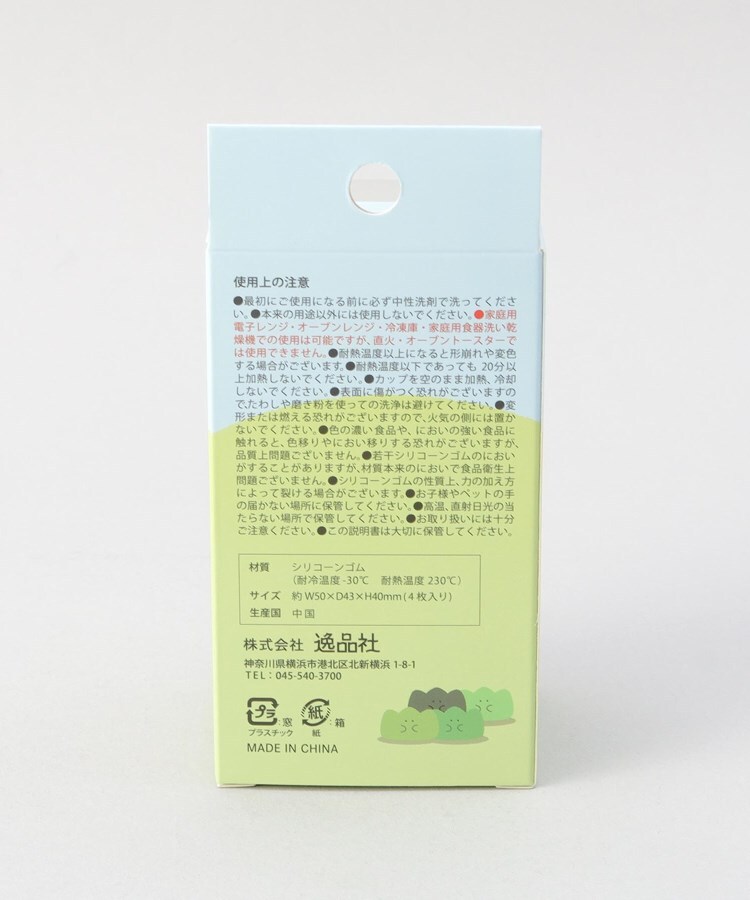 使用上の注意
●最初にご使用になる前に必ず中性洗剤で洗ってくださ
い。●本来の用途以外には使用しないでください。●家庭用
電子レンジ・オーブンレンジ・冷凍庫・家庭用食器洗い乾
燥機での使用は可能ですが、直火・オーブントースターで
は使用できません。●耐熱温度以上になると形崩れや変色
する場合がございます。●耐熱温度以下であっても 20分以
上加熱しないでください。●カップを空のまま加熱、冷却
しないでください。●表面に傷がつく恐れがございますの
で、たわしや磨き粉を使っての洗浄は避けてください。●変
形または燃える恐れがございますので、火気の側には置か
ないでください。●色の濃い食品や、においの強い食品に
触れると、色移りやにおい移りする恐れがございますが、
品質上問題ございません。●若干シリコーンゴムのにおい
がすることがありますが、材質本来のにおいで食品衛生上
問題ございません。●シリコーンゴムの性質上、力の加え方
によって裂ける場合がございます。●お子様やペットの手
の届かない場所に保管してください。●高温、直射日光の当
たらない場所で保管してください。●お取り扱いには十分
ご注意ください。●この説明書は大切に保管してください。
材質 シリコーンゴム
（耐冷温度-30℃ 耐熱温度230℃）
サイズ 約W50×D43×H40mm(4枚入り)
生産国 中国
株式会社 逸品社
神奈川県横浜市港北区北新横浜 1-8-1
TEL：045-540-3700
プラ :窓 紙 :箱
プラスチック 紙
MADE IN CHINA